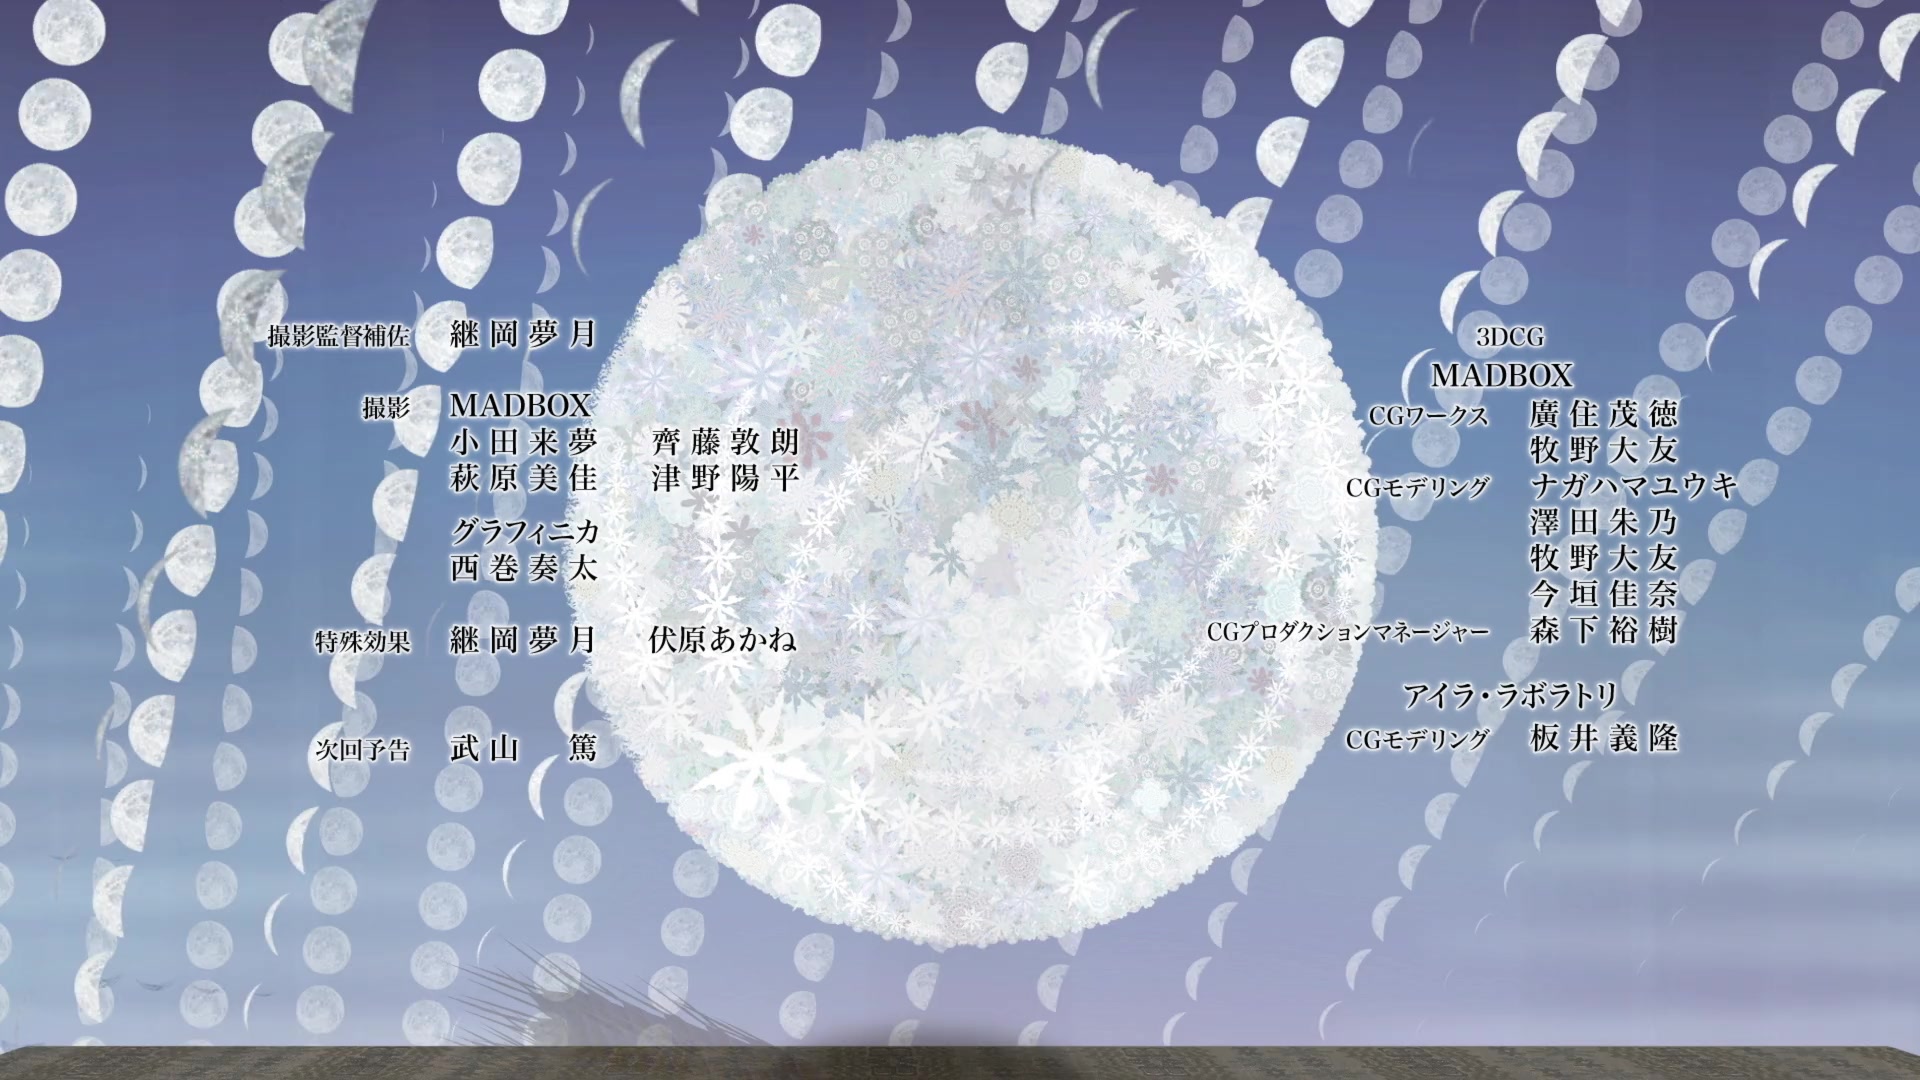 撮影監督補佐 継岡夢月
撮影 MADBOX
小田来夢 齊藤敦朗
萩原美佳 津野陽平
グラフィニカ
西巻奏太
特殊効果 継岡夢月 伏原あかね
次回予告 武山 篤
3DCG
MADBOX
CGワークス 廣住茂徳
牧野大友
CGモデリング ナガハマユウキ
澤田朱乃
牧野大友
今垣佳奈
CGプロダクションマネージャー 森下裕樹
アイラ・ラボラトリ
CGモデリング 板井義隆